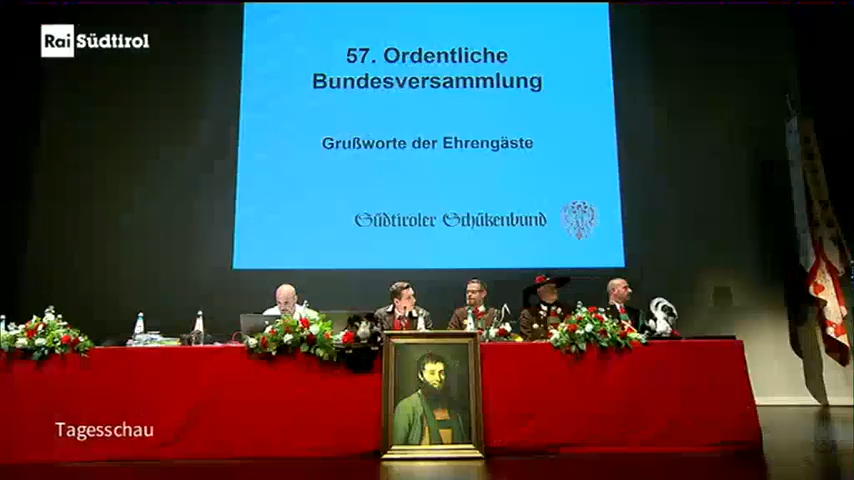 Rai Südtirol
57. Ordentliche
Bundesversammlung
Grußworte der Ehrengäste
Südtiroler Schützenbund
Tagesschau